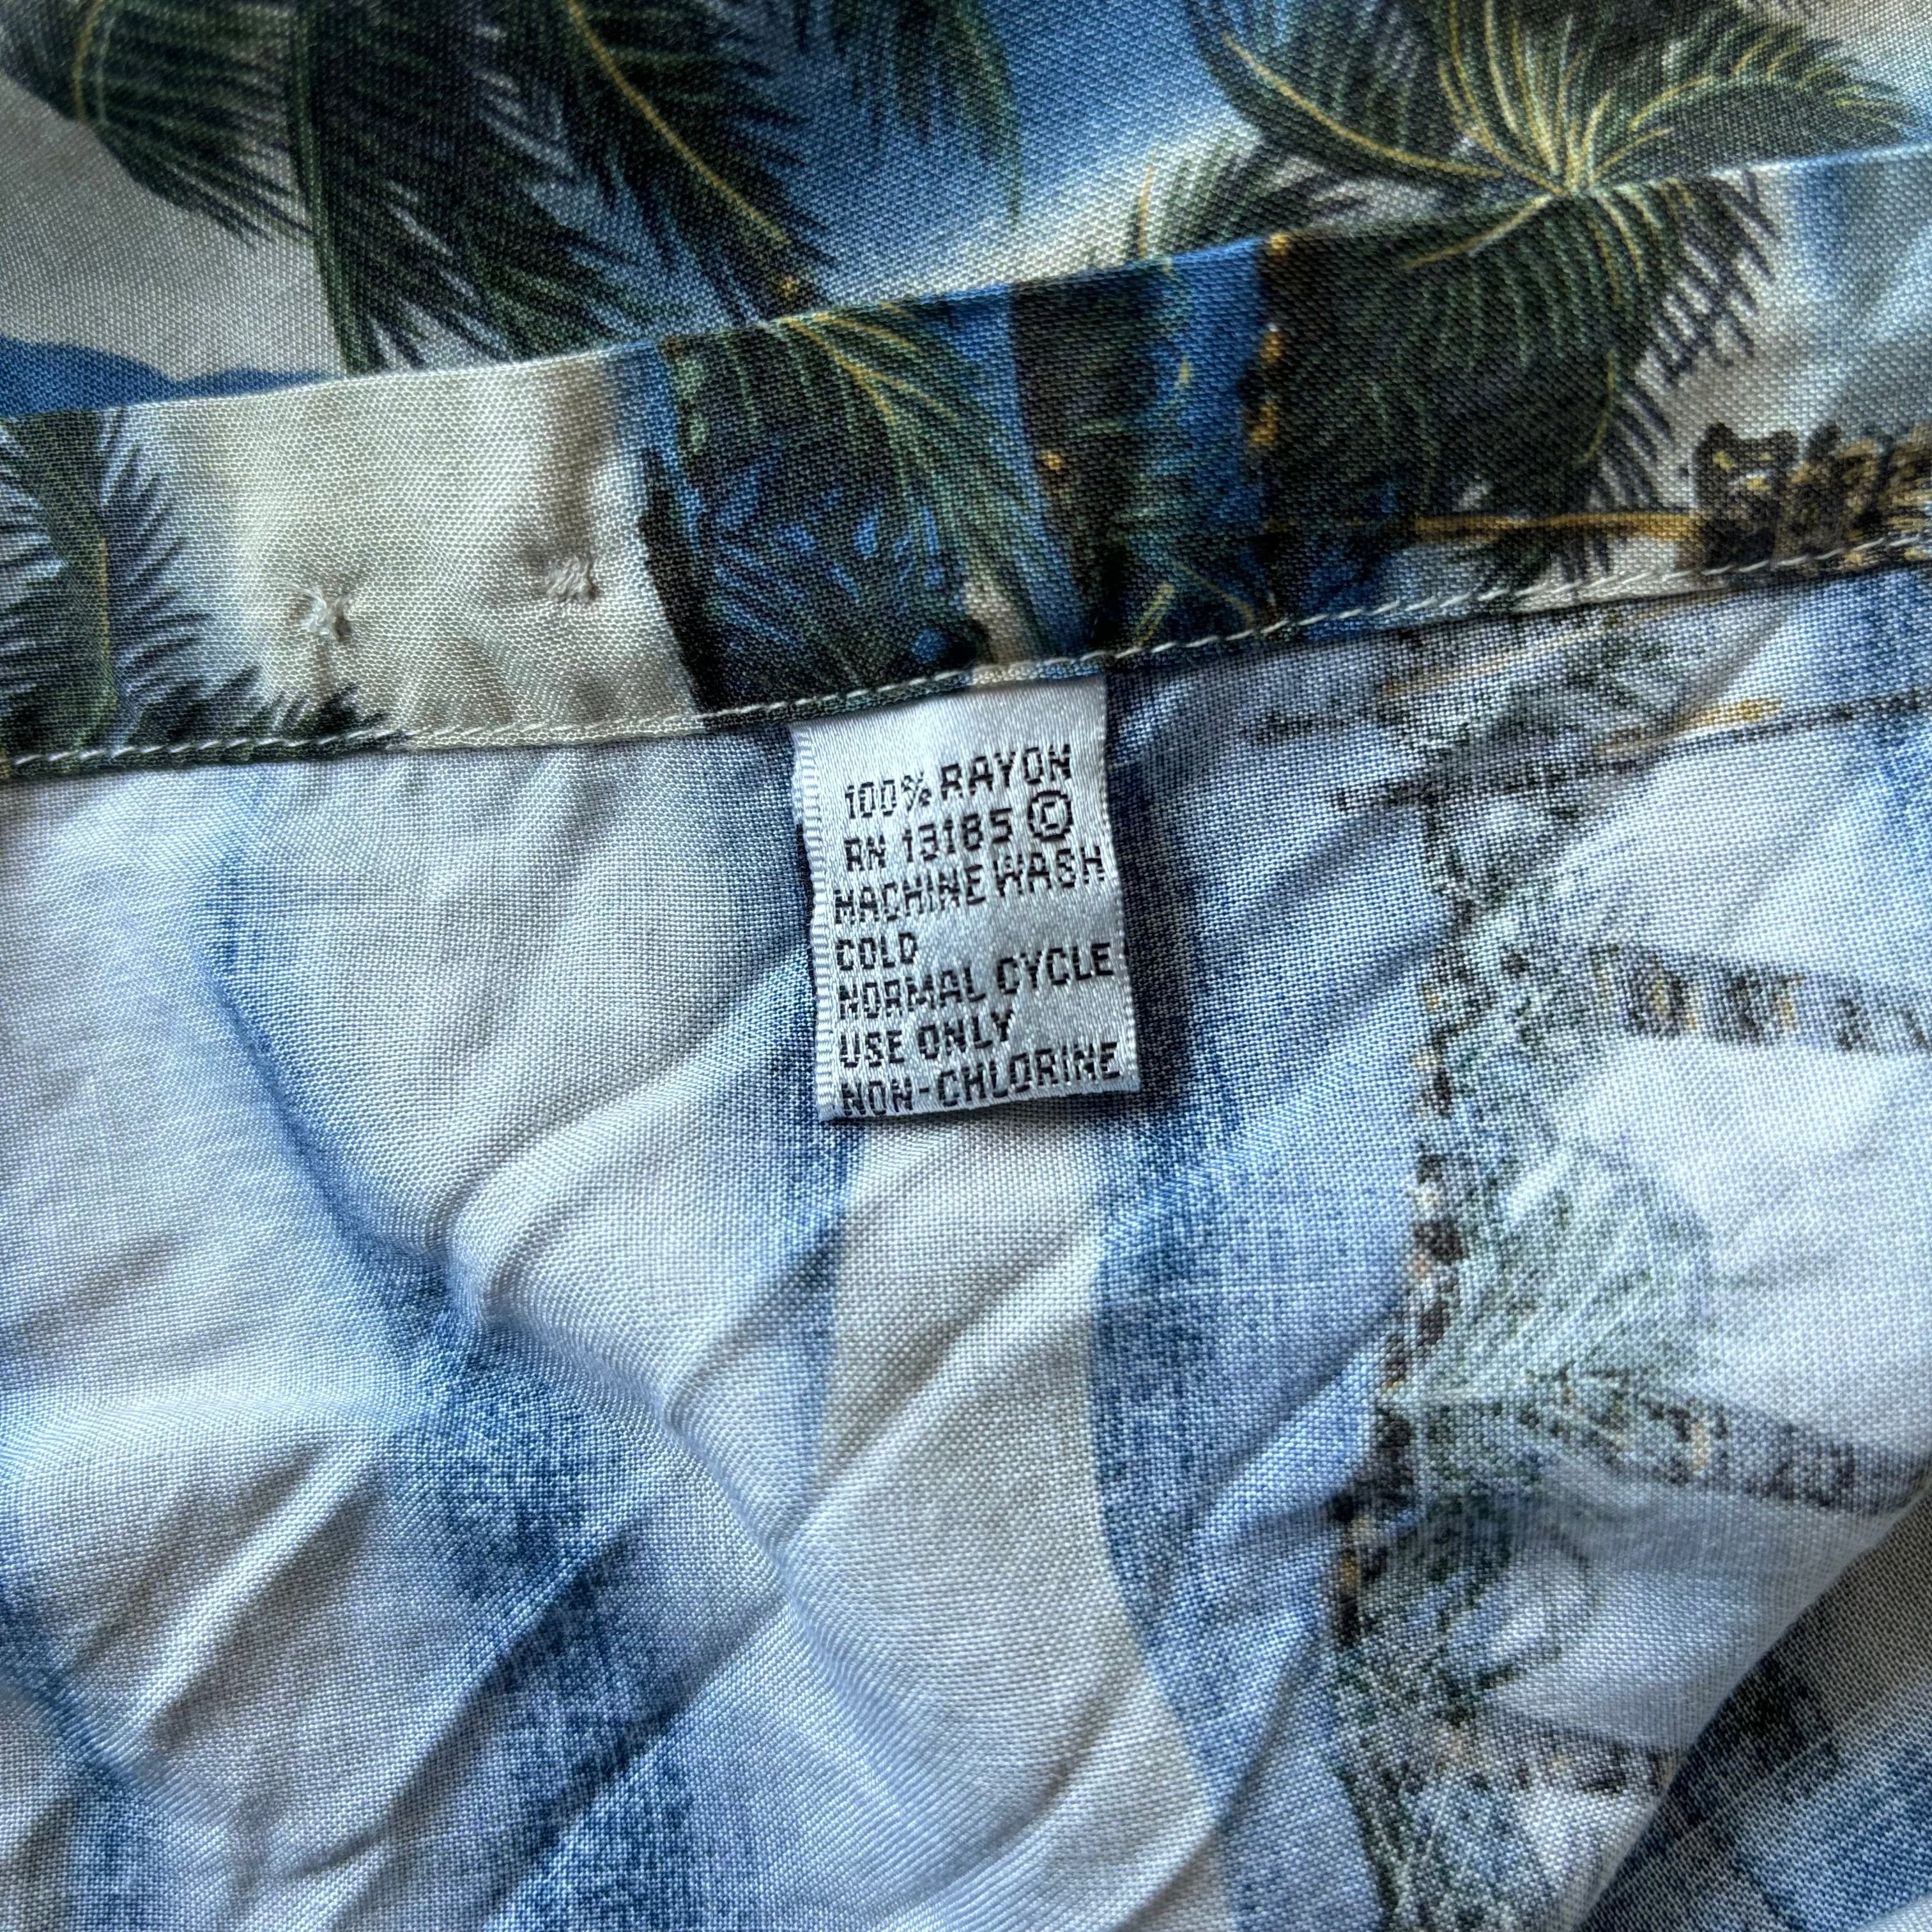 100% RAYON
RN 13185 ©
MACHINE WASH
COLD
NORMAL CYCLE
USE ONLY
NON-CHLORINE